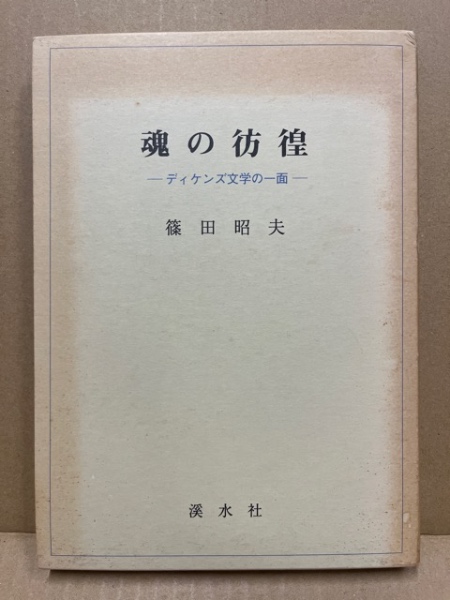 魂の彷徨
―ディケンズ文学の一面―
篠田昭夫
溪水社